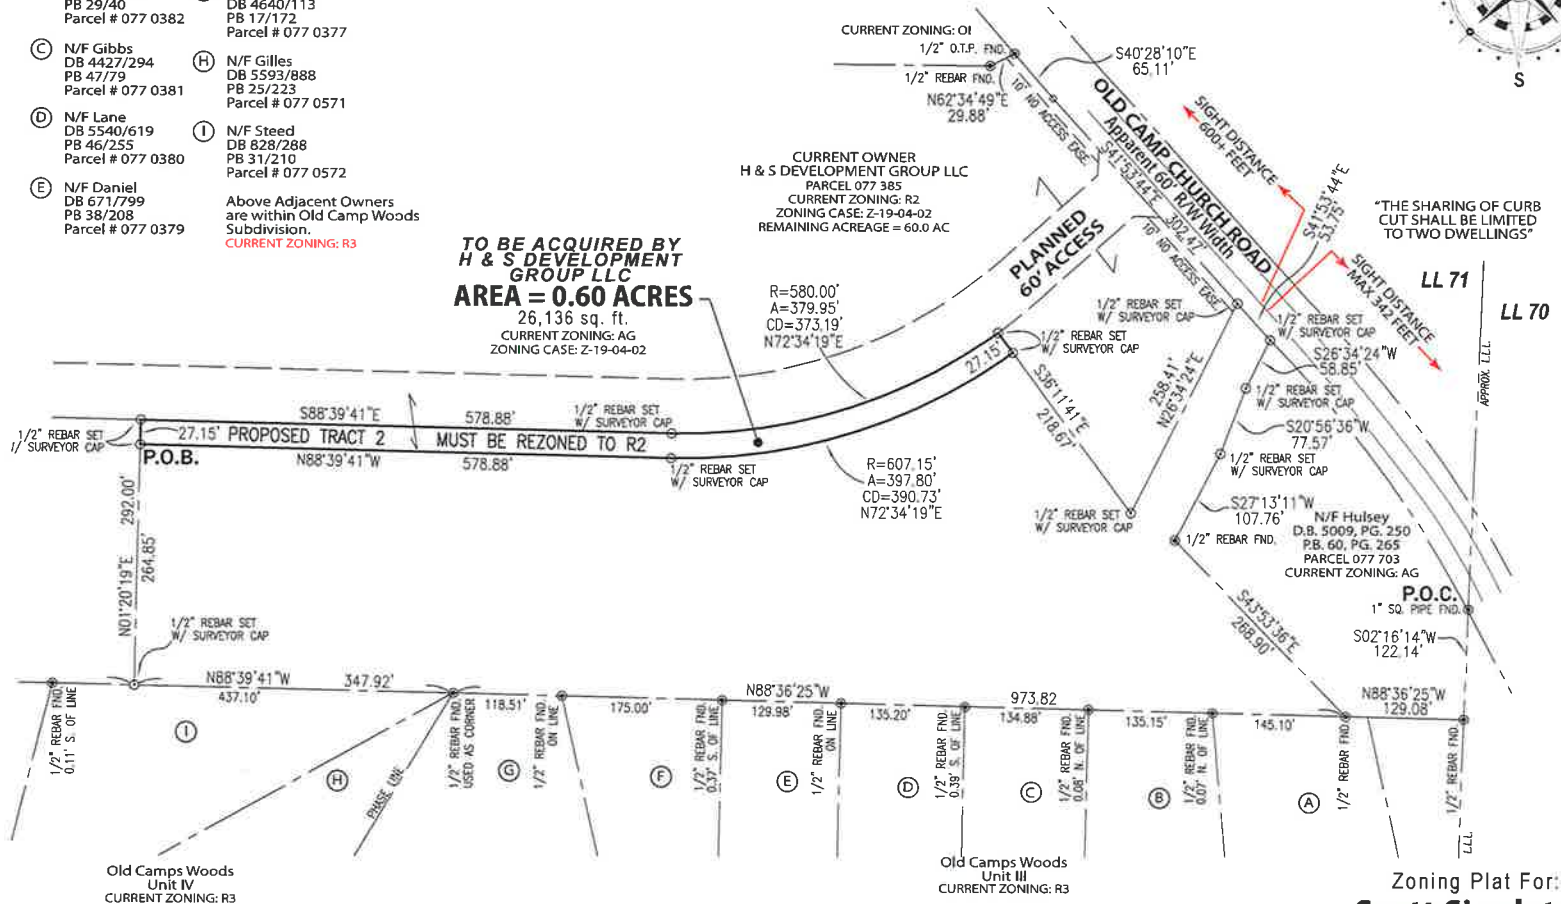 PB 29/40
Parcel # 077 0382
DB 4640/113
PB 17/172
Parcel # 077 0377
C N/F Gibbs
DB 4427/294
PB 47/79
Parcel # 077 0381
H N/F Gilles
DB 5593/888
PB 25/223
Parcel # 077 0571
D N/F Lane
DB 5540/619
PB 46/255
Parcel # 077 0380
I N/F Steed
DB 828/288
PB 31/210
Parcel # 077 0572
E N/F Daniel
DB 671/799
PB 38/208
Parcel # 077 0379
Above Adjacent Owners
are within Old Camp Woods
Subdivision.
CURRENT ZONING: R3
TO BE ACQUIRED BY
H & S DEVELOPMENT
GROUP LLC
AREA = 0.60 ACRES
26,136 sq. ft.
CURRENT ZONING: AG
ZONING CASE: Z-19-04-02
CURRENT OWNER
H & S DEVELOPMENT GROUP LLC
PARCEL 077 385
CURRENT ZONING: R2
ZONING CASE: Z-19-04-02
REMAINING ACREAGE = 60.0 AC
CURRENT ZONING: OI
1/2" O.T.P. FND.
1/2" REBAR FND.
N62°34'49"E
29.88'
S40°28'10"E
65.11'
10' NO ACCESS EASE.
OLD CAMP CHURCH ROAD
Apparent 60' R/W Width
S41°53'44"E
302.47'
10' NO ACCESS EASE.
SIGHT DISTANCE
600+ FEET
S41°53'44"E
53.75'
SIGHT DISTANCE
MAX 342 FEET
S
"THE SHARING OF CURB
CUT SHALL BE LIMITED
TO TWO DWELLINGS"
LL 71
LL 70
APPROX. L.L.L.
PLANNED
60' ACCESS
R=580.00'
A=379.95'
CD=373.19'
N72°34'19"E
1/2" REBAR SET
W/ SURVEYOR CAP
1/2" REBAR SET
W/ SURVEYOR CAP
1/2" REBAR SET
W/ SURVEYOR CAP
27.15'
S36°11'41"E
218.67'
258.41'
N26°34'24"E
S26°34'24"W
58.85'
1/2" REBAR SET
W/ SURVEYOR CAP
S20°56'36"W
77.57'
1/2" REBAR SET
W/ SURVEYOR CAP
S27°13'11"W
107.76'
1/2" REBAR FND.
1/2" REBAR SET
W/ SURVEYOR CAP
N/F Hulsey
D.B. 5009, PG. 250
P.B. 60, PG. 265
PARCEL 077 703
CURRENT ZONING: AG
P.O.C.
1" SQ. PIPE FND.
S02°16'14"W
122.14'
S43°53'36"E
268.90'
S88°39'41"E 578.88'
1/2" REBAR SET
W/ SURVEYOR CAP
1/2" REBAR SET
/ SURVEYOR CAP
27.15' PROPOSED TRACT 2 MUST BE REZONED TO R2
P.O.B.
N88°39'41"W 578.88'
1/2" REBAR SET
W/ SURVEYOR CAP
R=607.15'
A=397.80'
CD=390.73'
N72°34'19"E
N01°20'19"E 292.00'
264.85'
1/2" REBAR SET
W/ SURVEYOR CAP
N88°39'41"W 347.92'
437.10'
118.51'
175.00'
N88°36'25"W 973.82
129.98'
135.20'
134.88'
135.15'
145.10'
N88°36'25"W
129.08'
1/2" REBAR FND.
0.11' S. OF LINE
1/2" REBAR FND.
USED AS CORNER
1/2" REBAR FND.
ON LINE
1/2" REBAR FND.
0.37' S. OF LINE
1/2" REBAR FND.
ON LINE
1/2" REBAR FND.
0.39' S. OF LINE
1/2" REBAR FND.
0.08' N. OF LINE
1/2" REBAR FND.
0.07' N. OF LINE
1/2" REBAR FND.
1/2" REBAR FND.
I
H
PHASE LINE
G
F
E
D
C
B
A
L.L.L.
Old Camps Woods
Unit IV
CURRENT ZONING: R3
Old Camps Woods
Unit III
CURRENT ZONING: R3
Zoning Plat For: